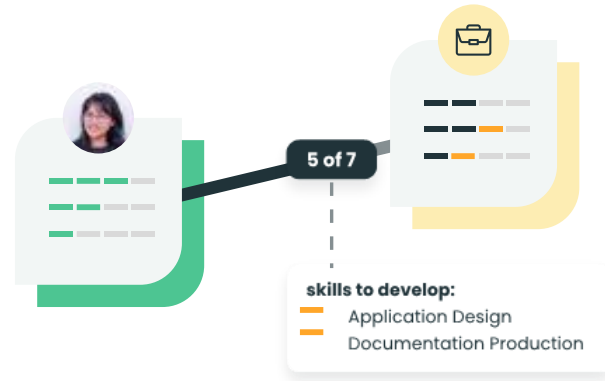 5 of 7
skills to develop:
Application Design
Documentation Production